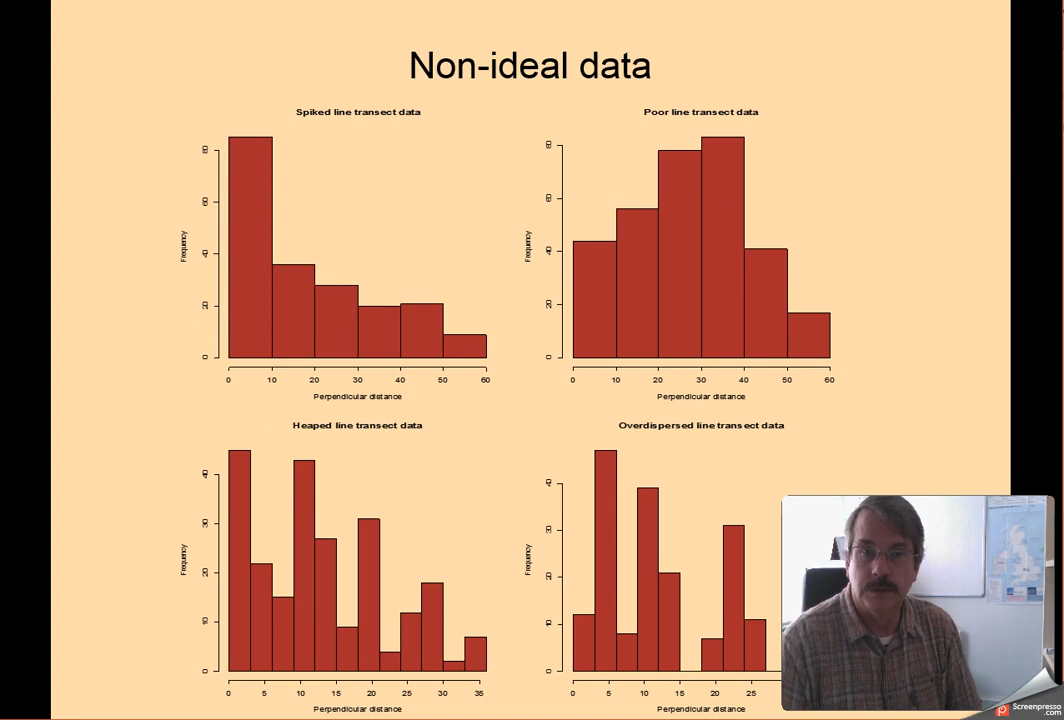 Non-ideal data
Spiked line transect data
Frequency
0 20 40 60 80
0 10 20 30 40 50 60
Perpendicular distance
Poor line transect data
Frequency
0 20 40 60 80
0 10 20 30 40 50 60
Perpendicular distance
Heaped line transect data
Frequency
0 10 20 30 40
0 5 10 15 20 25 30 35
Perpendicular distance
Overdispersed line transect data
Frequency
0 10 20 30 40
0 5 10 15 20 25
Perpendicular distance
Screenpresso
.com